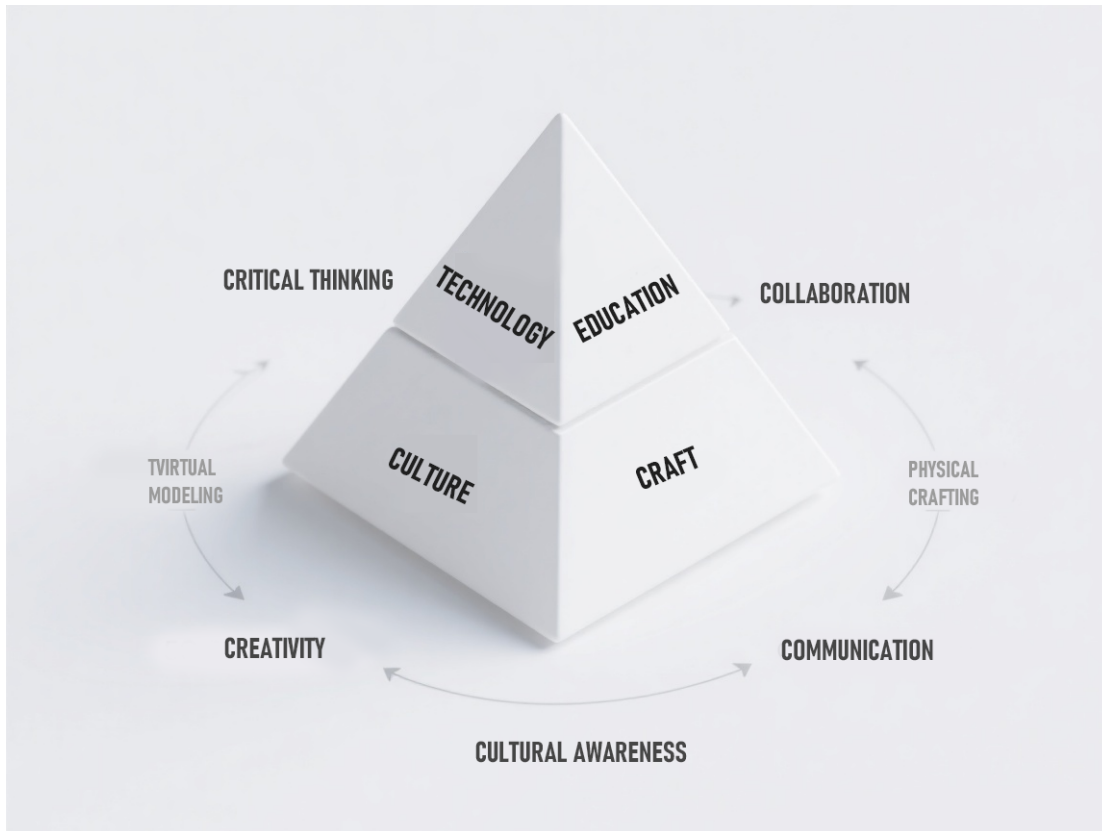 CRITICAL THINKING
TECHNOLOGY
EDUCATION
COLLABORATION
CULTURE
CRAFT
TVIRTUAL
MODELING
PHYSICAL
CRAFTING
CREATIVITY
COMMUNICATION
CULTURAL AWARENESS